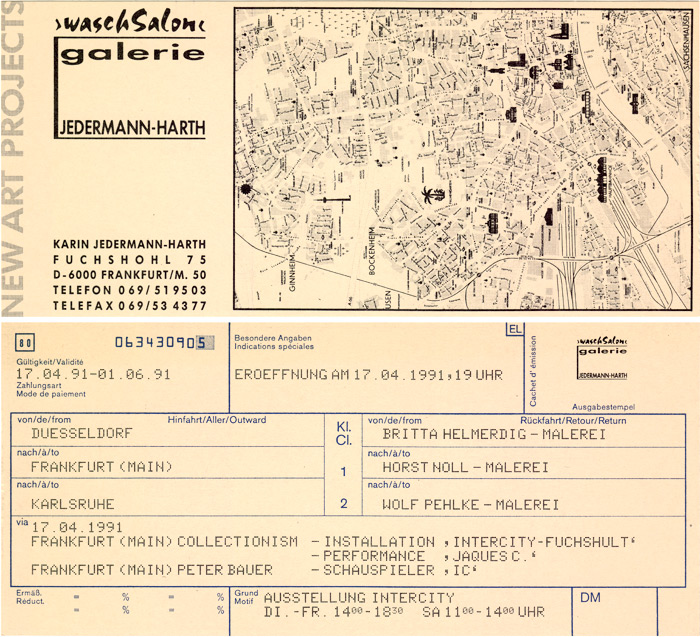 NEW ART PROJECTS
›waschSalon‹
galerie
JEDERMANN-HARTH
KARIN JEDERMANN-HARTH
FUCHSHOHL 75
D-6000 FRANKFURT/M. 50
TELEFON 069/519503
TELEFAX 069/53 4377
GINNHEIM
BOCKENHEIM
SACHSENHAUSEN
80
0634309055
EL
Gültigkeit/Validité
17.04.91-01.06.91
Zahlungsart
Mode de paiement
Besondere Angaben
Indications spéciales
EROEFFNUNG AM 17.04.1991, 19 UHR
Cachet d'émission
›waschSalon‹
galerie
JEDERMANN-HARTH
Ausgabestempel
von/de/from Hinfahrt/Aller/Outward
DUESSELDORF
nach/à/to
FRANKFURT (MAIN)
nach/à/to
KARLSRUHE
Kl.
Cl.
1
2
von/de/from Rückfahrt/Retour/Return
BRITTA HELMERDIG - MALEREI
nach/à/to
HORST NOLL - MALEREI
nach/à/to
WOLF PEHLKE - MALEREI
via 17.04.1991
FRANKFURT (MAIN) COLLECTIONISM - INSTALLATION ‚INTERCITY-FUCHSHULT‘
- PERFORMANCE ‚JAQUES C.‘
FRANKFURT (MAIN) PETER BAUER - SCHAUSPIELER ‚IC‘
Ermäß. = % = %
Réduct. = % = %
Grund
Motif
AUSSTELLUNG INTERCITY
DI.-FR. 1400-1830 SA 1100-1400 UHR
DM